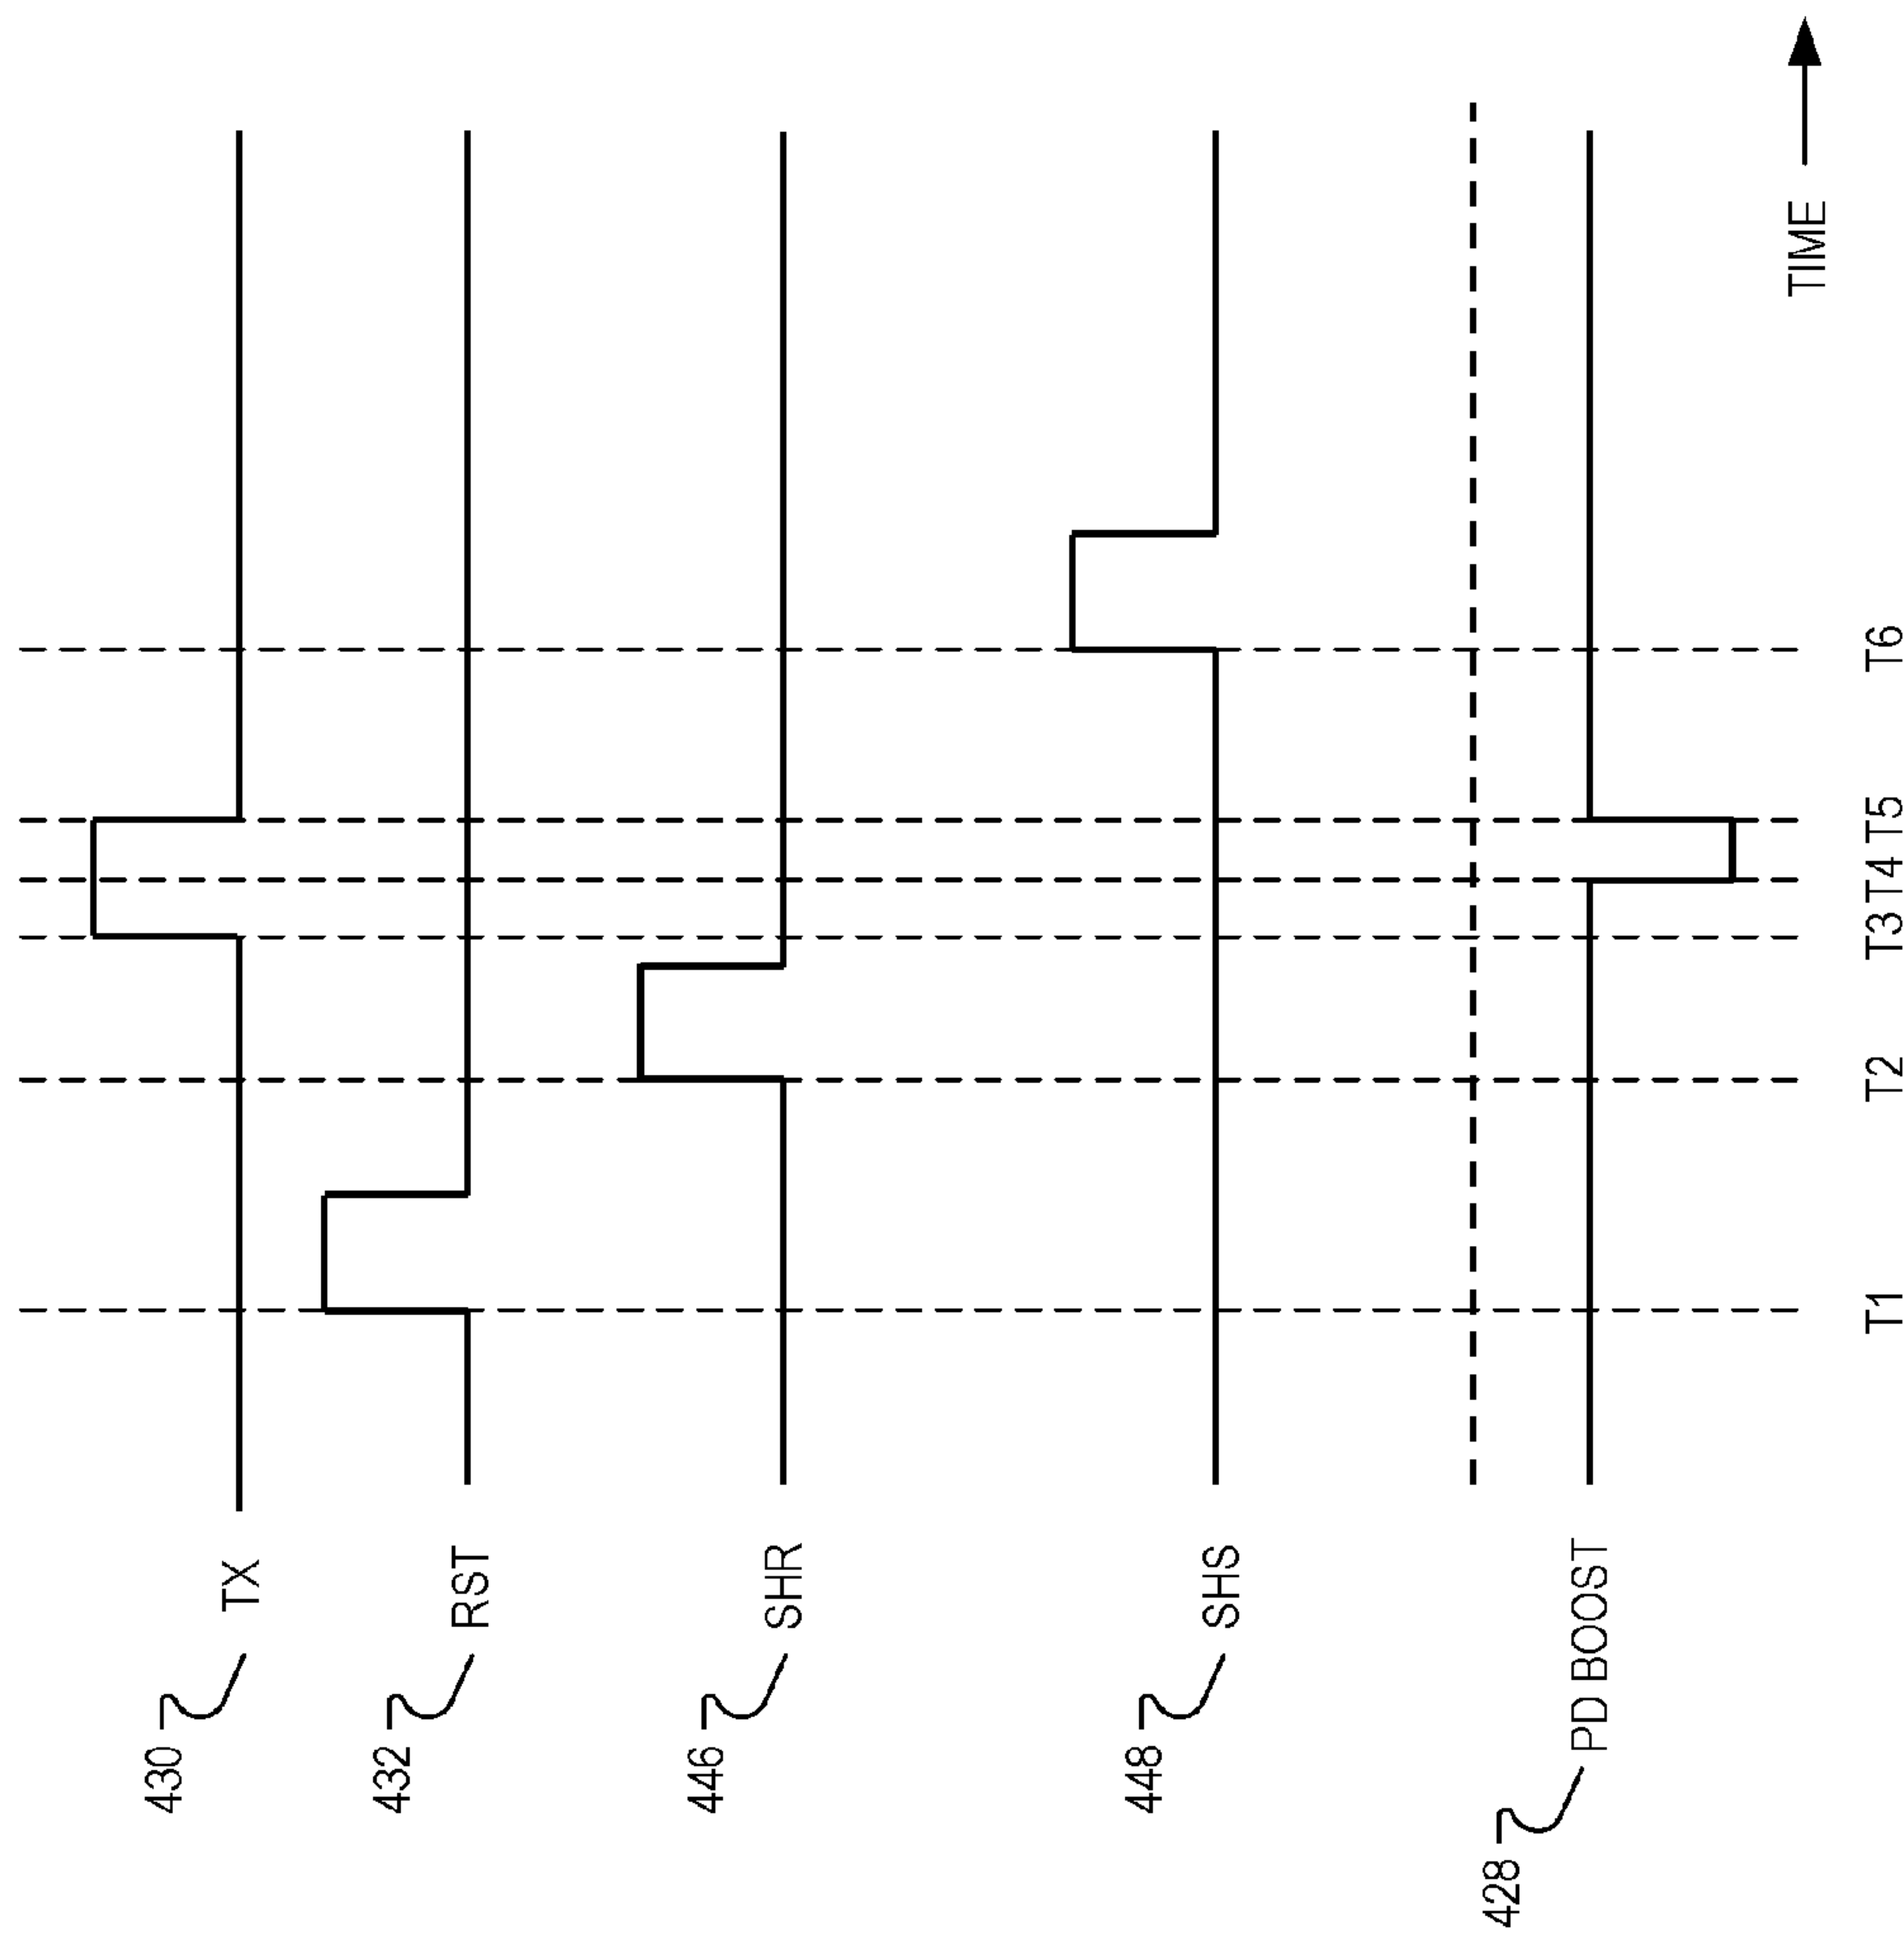 430
TX
432
RST
446
SHR
448
SHS
428
PD BOOST
T1 T2 T3 T4 T5 T6
TIME